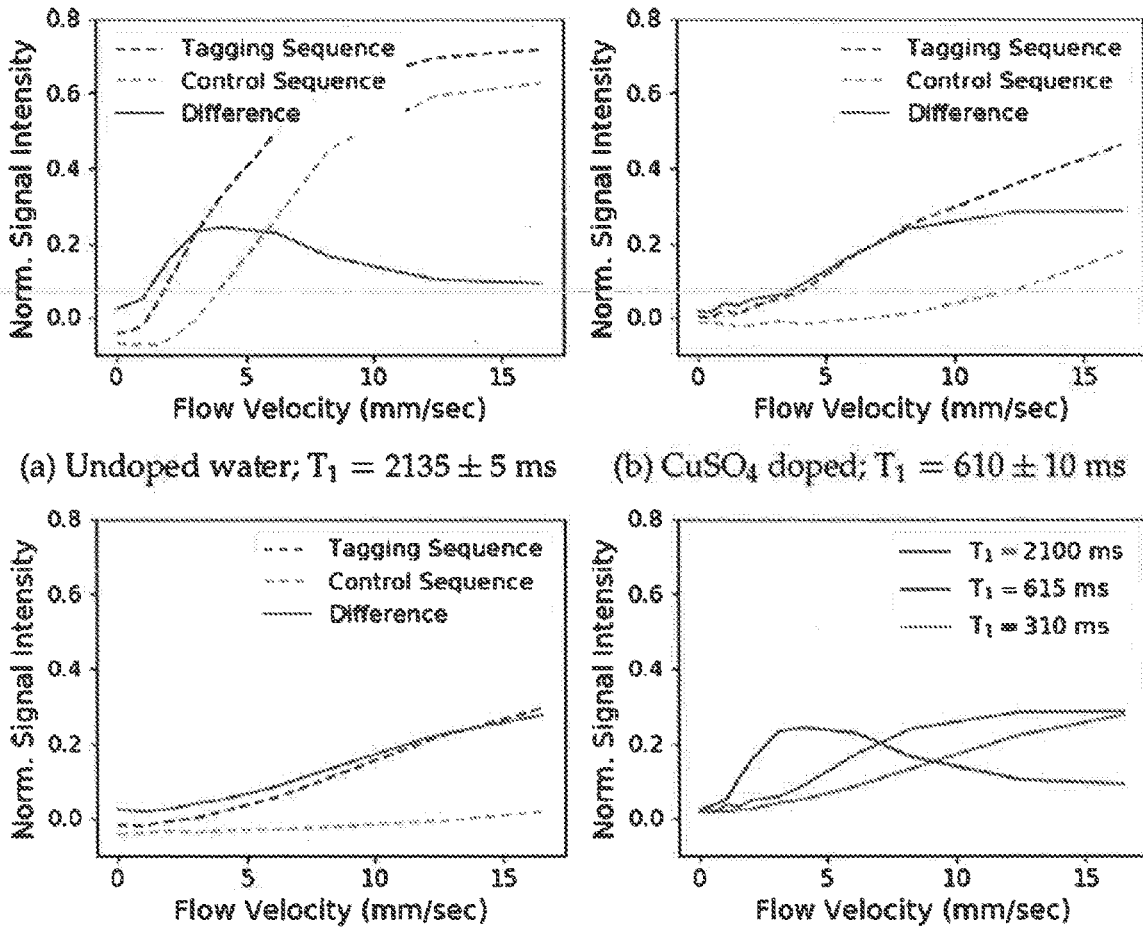 0.8
0.6
0.4
0.2
0.0
Norm. Signal Intensity
Tagging Sequence
Control Sequence
Difference
0 5 10 15
Flow Velocity (mm/sec)
0.8
0.6
0.4
0.2
0.0
Norm. Signal Intensity
Tagging Sequence
Control Sequence
Difference
0 5 10 15
Flow Velocity (mm/sec)
(a) Undoped water; T₁ = 2135 ± 5 ms
(b) CuSO₄ doped; T₁ = 610 ± 10 ms
0.8
0.6
0.4
0.2
0.0
Norm. Signal Intensity
Tagging Sequence
Control Sequence
Difference
0 5 10 15
Flow Velocity (mm/sec)
0.8
0.6
0.4
0.2
0.0
Norm. Signal Intensity
T₁ = 2100 ms
T₁ = 615 ms
T₁ = 310 ms
0 5 10 15
Flow Velocity (mm/sec)